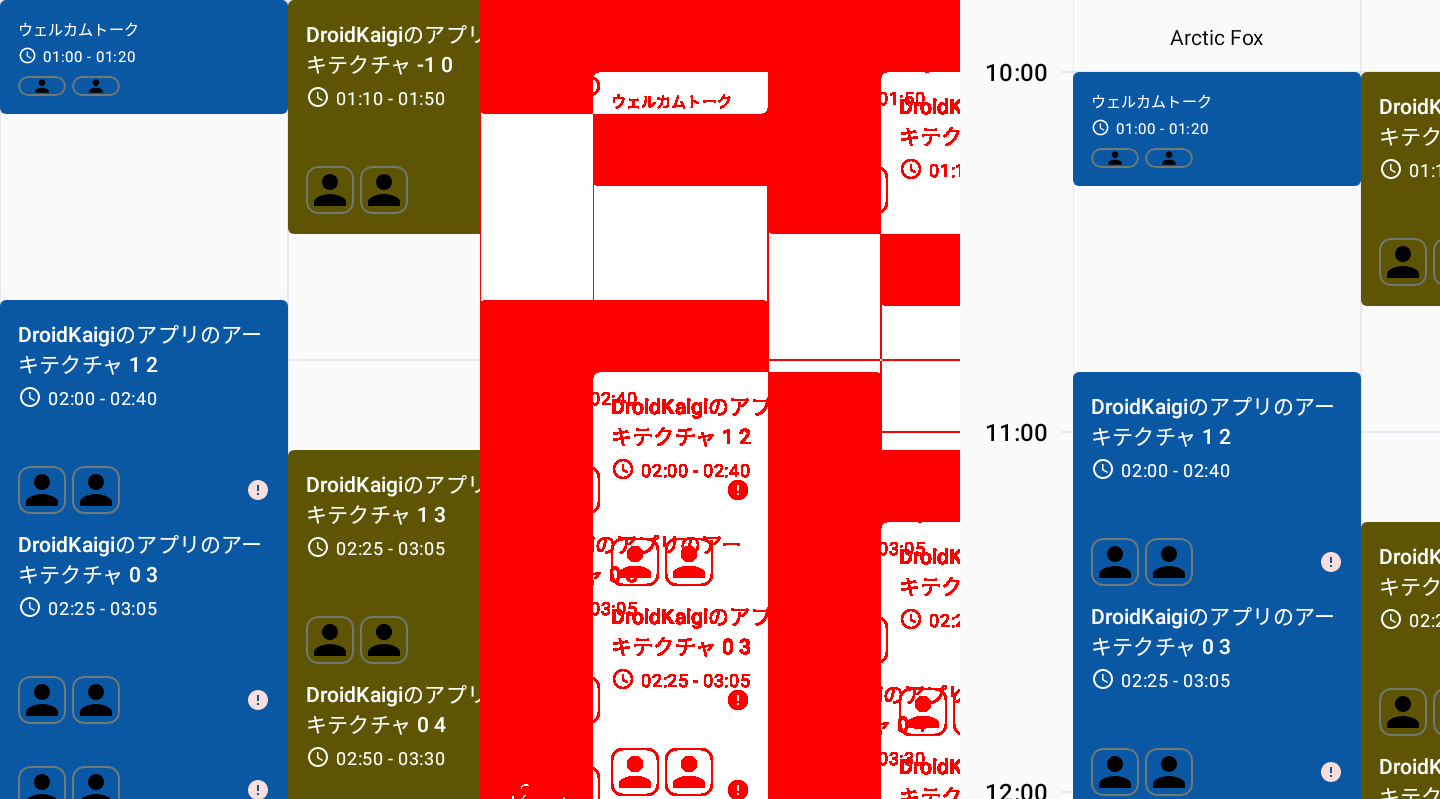 ウェルカムトーク
01:00 - 01:20
DroidKaigiのアプリのアー
キテクチャ 1 2
02:00 - 02:40
DroidKaigiのアプリのアー
キテクチャ 0 3
02:25 - 03:05
DroidKaigiのアプリ
キテクチャ -1 0
01:10 - 01:50
DroidKaigiのアプリ
キテクチャ 1 3
02:25 - 03:05
DroidKaigiのアプリ
キテクチャ 0 4
02:50 - 03:30
ウェルカムトーク
02:40
DroidKaigiのアプ
キテクチャ 1 2
02:00 - 02:40
のアプリのアー
03:05
DroidKaigiのアプ
キテクチャ 0 3
02:25 - 03:05
01:50
DroidK
キテク
01:1
03:05
DroidK
キテク
02:2
03:30
DroidK
キテク
10:00
11:00
12:00
Arctic Fox
ウェルカムトーク
01:00 - 01:20
DroidKaigiのアプリのアー
キテクチャ 1 2
02:00 - 02:40
DroidKaigiのアプリのアー
キテクチャ 0 3
02:25 - 03:05
DroidK
キテク
01:1
DroidK
キテク
02:2
DroidK
キテク